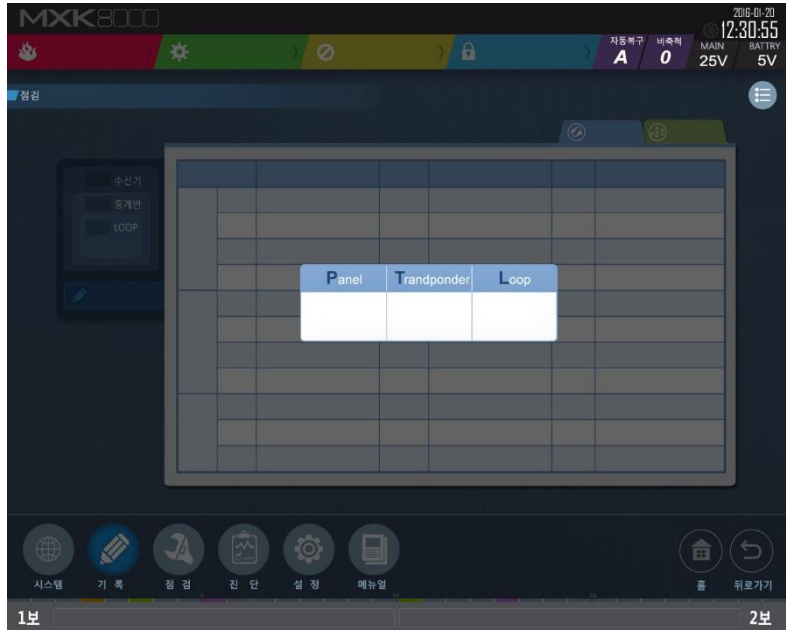 MXK8000
2016-01-20
12:30:55
자동복구 비축적 MAIN BATTRY
A 0 25V 5V
점검
수신기
중계반
LOOP
Panel Trandponder Loop
시스템 기 록 점 검 진 단 설 정 메뉴얼 홈 뒤로가기
1보 2보